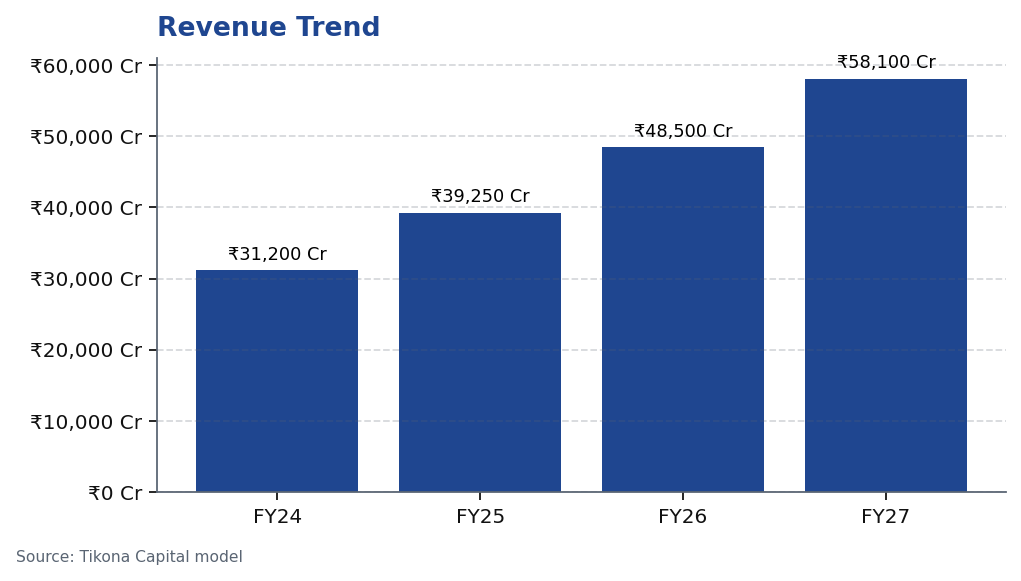 Revenue Trend
₹60,000 Cr
₹50,000 Cr
₹40,000 Cr
₹30,000 Cr
₹20,000 Cr
₹10,000 Cr
₹0 Cr
₹31,200 Cr
₹39,250 Cr
₹48,500 Cr
₹58,100 Cr
FY24 FY25 FY26 FY27
Source: Tikona Capital model